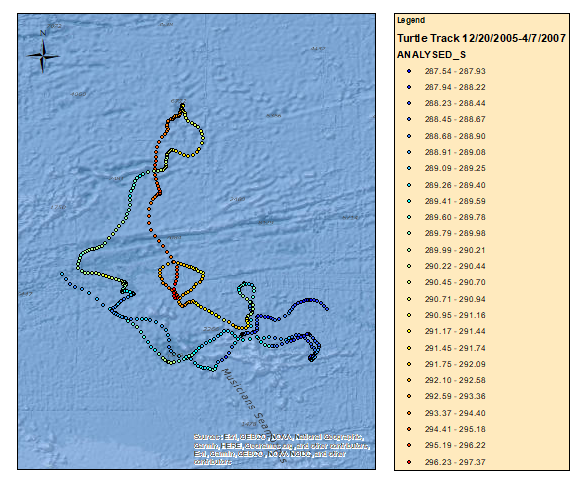 N
Musicians Seam
Legend
Turtle Track 12/20/2005-4/7/2007
ANALYSED_S
287.54 - 287.93
287.94 - 288.22
288.23 - 288.44
288.45 - 288.67
288.68 - 288.90
288.91 - 289.08
289.09 - 289.25
289.26 - 289.40
289.41 - 289.59
289.60 - 289.78
289.79 - 289.98
289.99 - 290.21
290.22 - 290.44
290.45 - 290.70
290.71 - 290.94
290.95 - 291.16
291.17 - 291.44
291.45 - 291.74
291.75 - 292.09
292.10 - 292.58
292.59 - 293.36
293.37 - 294.40
294.41 - 295.18
295.19 - 296.22
296.23 - 297.37